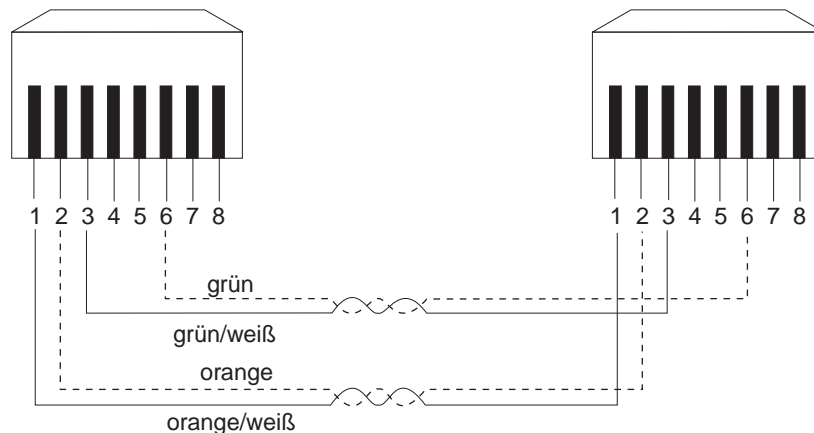 1 2 3 4 5 6 7 8 1 2 3 4 5 6 7 8
grün
grün/weiß
orange
orange/weiß